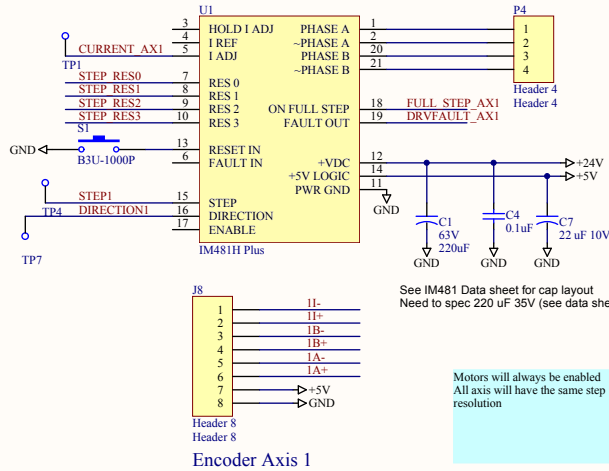 U1
P4
3 HOLD I ADJ PHASE A 1
4 I REF ~PHASE A 2
CURRENT_AX1 5 I ADJ PHASE B 20
~PHASE B 21
1
2
3
4
TP1
Header 4
Header 4
STEP_RES0 7 RES 0
STEP_RES1 8 RES 1
STEP_RES2 9 RES 2 ON FULL STEP 18 FULL_STEP_AX1
STEP_RES3 10 RES 3 FAULT OUT 19 DRVFAULT_AX1
S1
GND 13 RESET IN
B3U-1000P 6 FAULT IN
+VDC 12 +24V
+5V LOGIC 14 +5V
PWR GND 11
GND
STEP1 15 STEP
TP4 DIRECTION1 16 DIRECTION
17 ENABLE
TP7
IM481H Plus
C1
63V
220uF
C4
0.1uF
C7
22 uF 10V
GND
GND
GND
See IM481 Data sheet for cap layout
Need to spec 220 uF 35V (see data she
J8
1 1I-
2 1I+
3 1B-
4 1B+
5 1A-
6 1A+
7 +5V
8 GND
Header 8
Header 8
Encoder Axis 1
Motors will always be enabled
All axis will have the same step
resolution